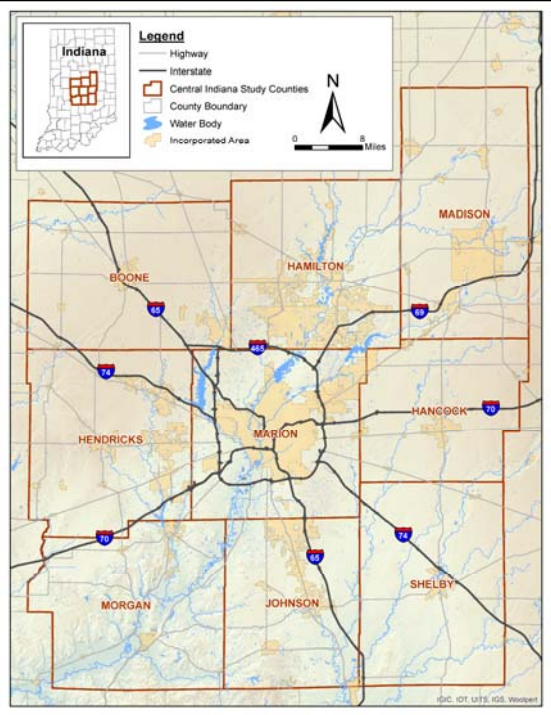 Indiana
Legend
Highway
Interstate
Central Indiana Study Counties
County Boundary
Water Body
Incorporated Area
N
0 8
Miles
MADISON
HAMILTON
BOONE
65
69
465
74
HANCOCK
70
MARION
HENDRICKS
74
70
65
SHELBY
MORGAN
JOHNSON
IGIC, IOT, UITS, IGS, Woolpert